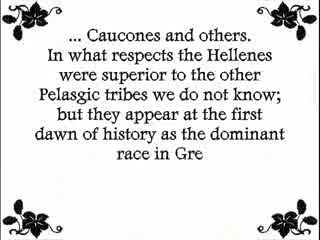 ... Caucones and others.
In what respects the Hellenes
were superior to the other
Pelasgic tribes we do not know;
but they appear at the first
dawn of history as the dominant
race in Gre